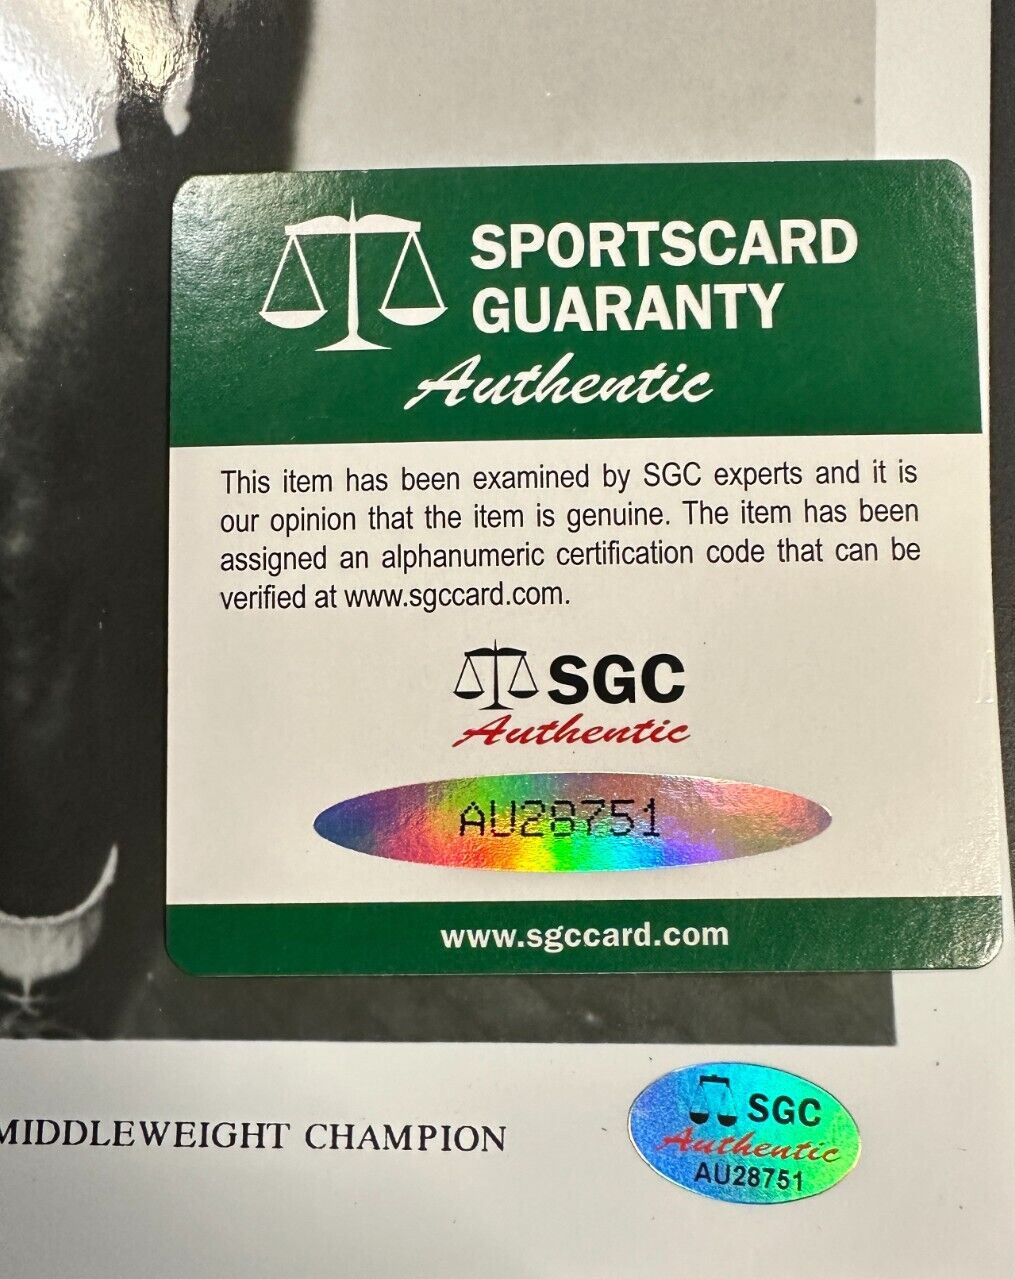 SPORTSCARD
GUARANTY
Authentic
This item has been examined by SGC experts and it is
our opinion that the item is genuine. The item has been
assigned an alphanumeric certification code that can be
verified at www.sgccard.com.
SGC
Authentic
AU28751
www.sgccard.com
MIDDLEWEIGHT CHAMPION
SGC
Authentic
AU28751